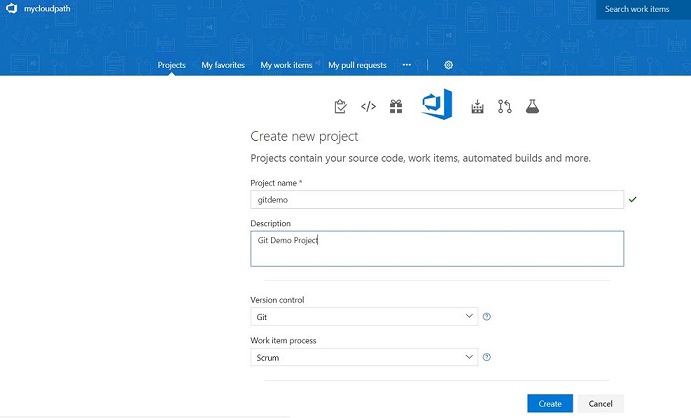 mycloudpath
Search work items
Projects My favorites My work items My pull requests ···
Create new project
Projects contain your source code, work items, automated builds and more.
Project name *
gitdemo
Description
Git Demo Project
Version control
Git
Work item process
Scrum
Create Cancel